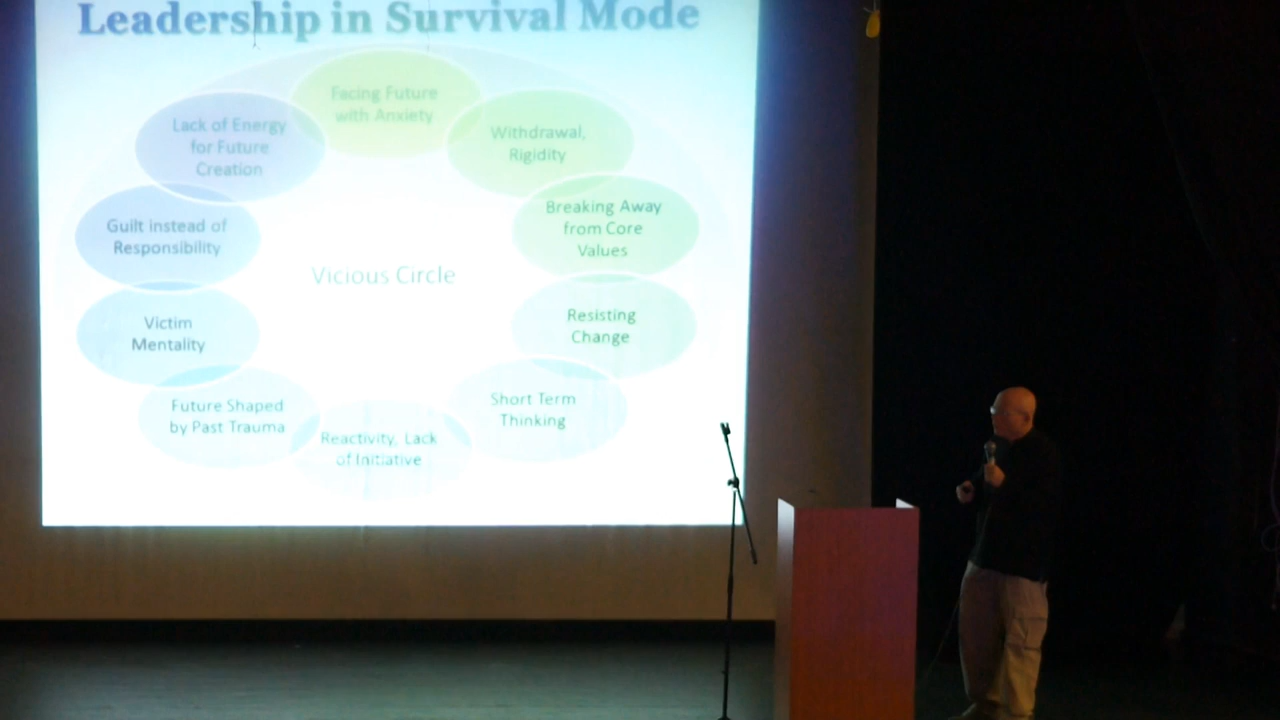 Leadership in Survival Mode
Facing Future
with Anxiety
Withdrawal,
Rigidity
Breaking Away
from Core
Values
Resisting
Change
Short Term
Thinking
Reactivity, Lack
of Initiative
Future Shaped
by Past Trauma
Victim
Mentality
Guilt instead of
Responsibility
Lack of Energy
for Future
Creation
Vicious Circle